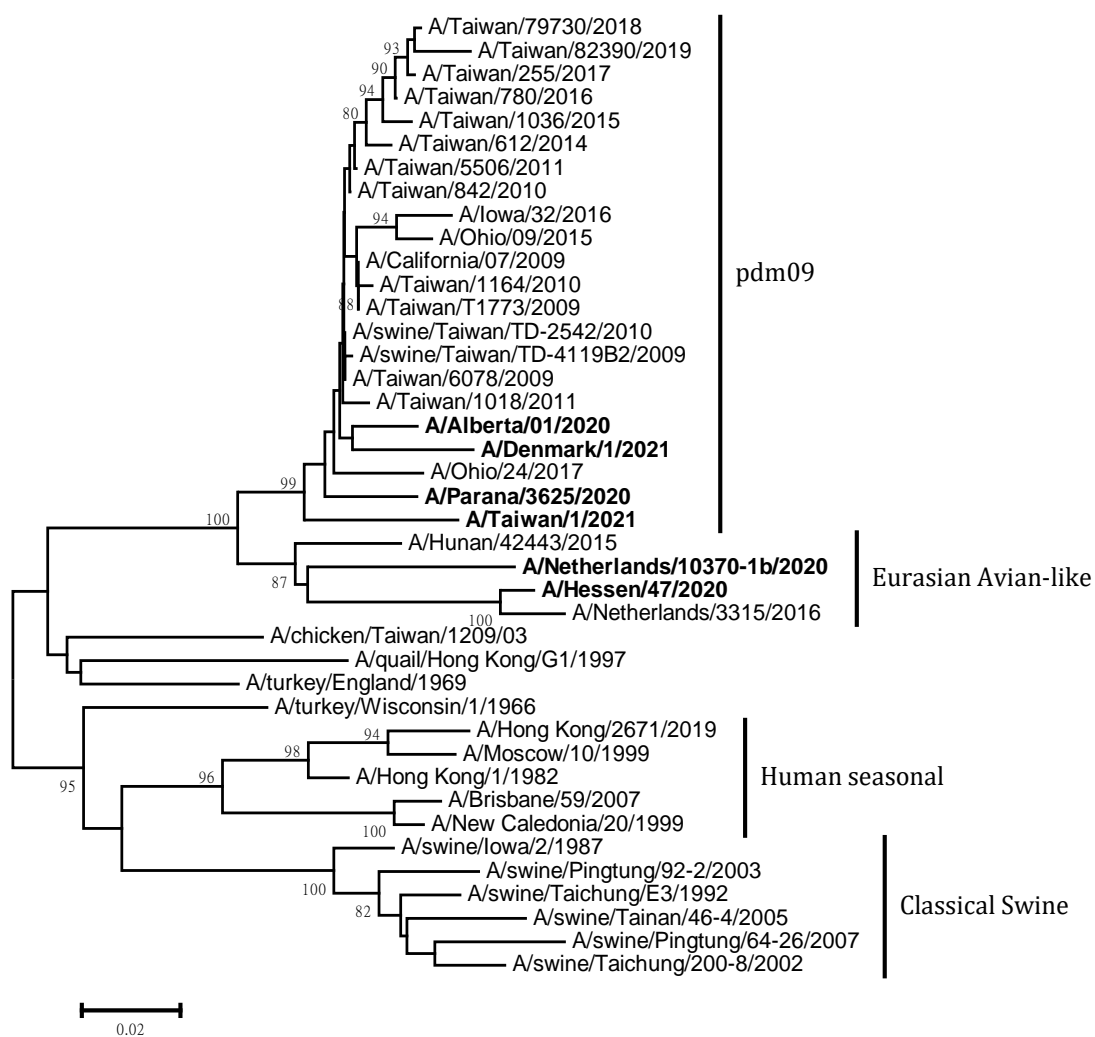 A/Taiwan/79730/2018
93
A/Taiwan/82390/2019
90
A/Taiwan/255/2017
94
A/Taiwan/780/2016
80
A/Taiwan/1036/2015
A/Taiwan/612/2014
A/Taiwan/5506/2011
A/Taiwan/842/2010
94
A/Iowa/32/2016
A/Ohio/09/2015
A/California/07/2009
pdm09
A/Taiwan/1164/2010
88
A/Taiwan/T1773/2009
A/swine/Taiwan/TD-2542/2010
A/swine/Taiwan/TD-4119B2/2009
A/Taiwan/6078/2009
A/Taiwan/1018/2011
A/Alberta/01/2020
A/Denmark/1/2021
A/Ohio/24/2017
99
A/Parana/3625/2020
100
A/Taiwan/1/2021
A/Hunan/42443/2015
A/Netherlands/10370-1b/2020
87
Eurasian Avian-like
A/Hessen/47/2020
A/Netherlands/3315/2016
100
A/chicken/Taiwan/1209/03
A/quail/Hong Kong/G1/1997
A/turkey/England/1969
A/turkey/Wisconsin/1/1966
94
A/Hong Kong/2671/2019
98
A/Moscow/10/1999
96
A/Hong Kong/1/1982
Human seasonal
95
A/Brisbane/59/2007
A/New Caledonia/20/1999
100
A/swine/Iowa/2/1987
A/swine/Pingtung/92-2/2003
100
A/swine/Taichung/E3/1992
82
Classical Swine
A/swine/Tainan/46-4/2005
A/swine/Pingtung/64-26/2007
A/swine/Taichung/200-8/2002
0.02